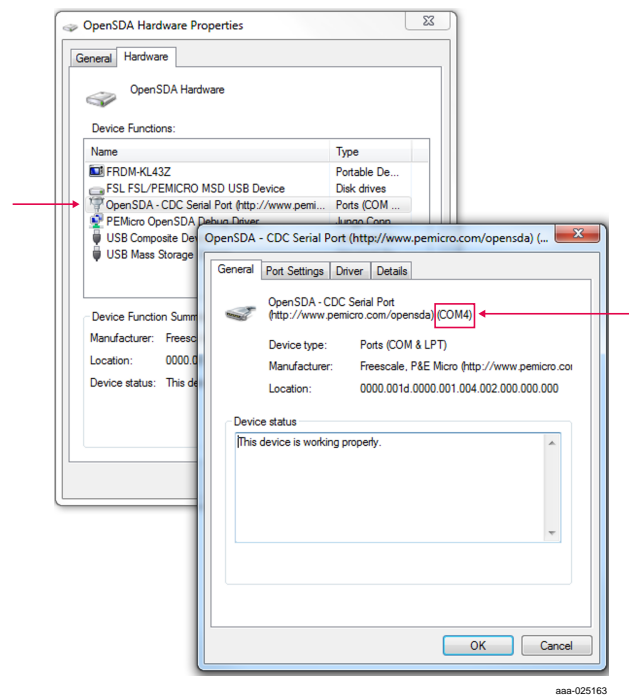 OpenSDA Hardware Properties
General Hardware
OpenSDA Hardware
Device Functions:
Name Type
FRDM-KL43Z Portable De...
FSL FSL/PEMICRO MSD USB Device Disk drives
OpenSDA - CDC Serial Port (http://www.pemi... Ports (COM ...
PEMicro OpenSDA Debug Driver Jungo Conn
USB Composite Dev
USB Mass Storage
Device Function Summ
Manufacturer: Freesc
Location: 0000.0
Device status: This de
OpenSDA - CDC Serial Port (http://www.pemicro.com/opensda) (...
General Port Settings Driver Details
OpenSDA - CDC Serial Port
(http://www.pemicro.com/opensda) (COM4)
Device type: Ports (COM & LPT)
Manufacturer: Freescale, P&E Micro (http://www.pemicro.co
Location: 0000.001d.0000.001.004.002.000.000.000
Device status
This device is working properly.
OK Cancel
aaa-025163